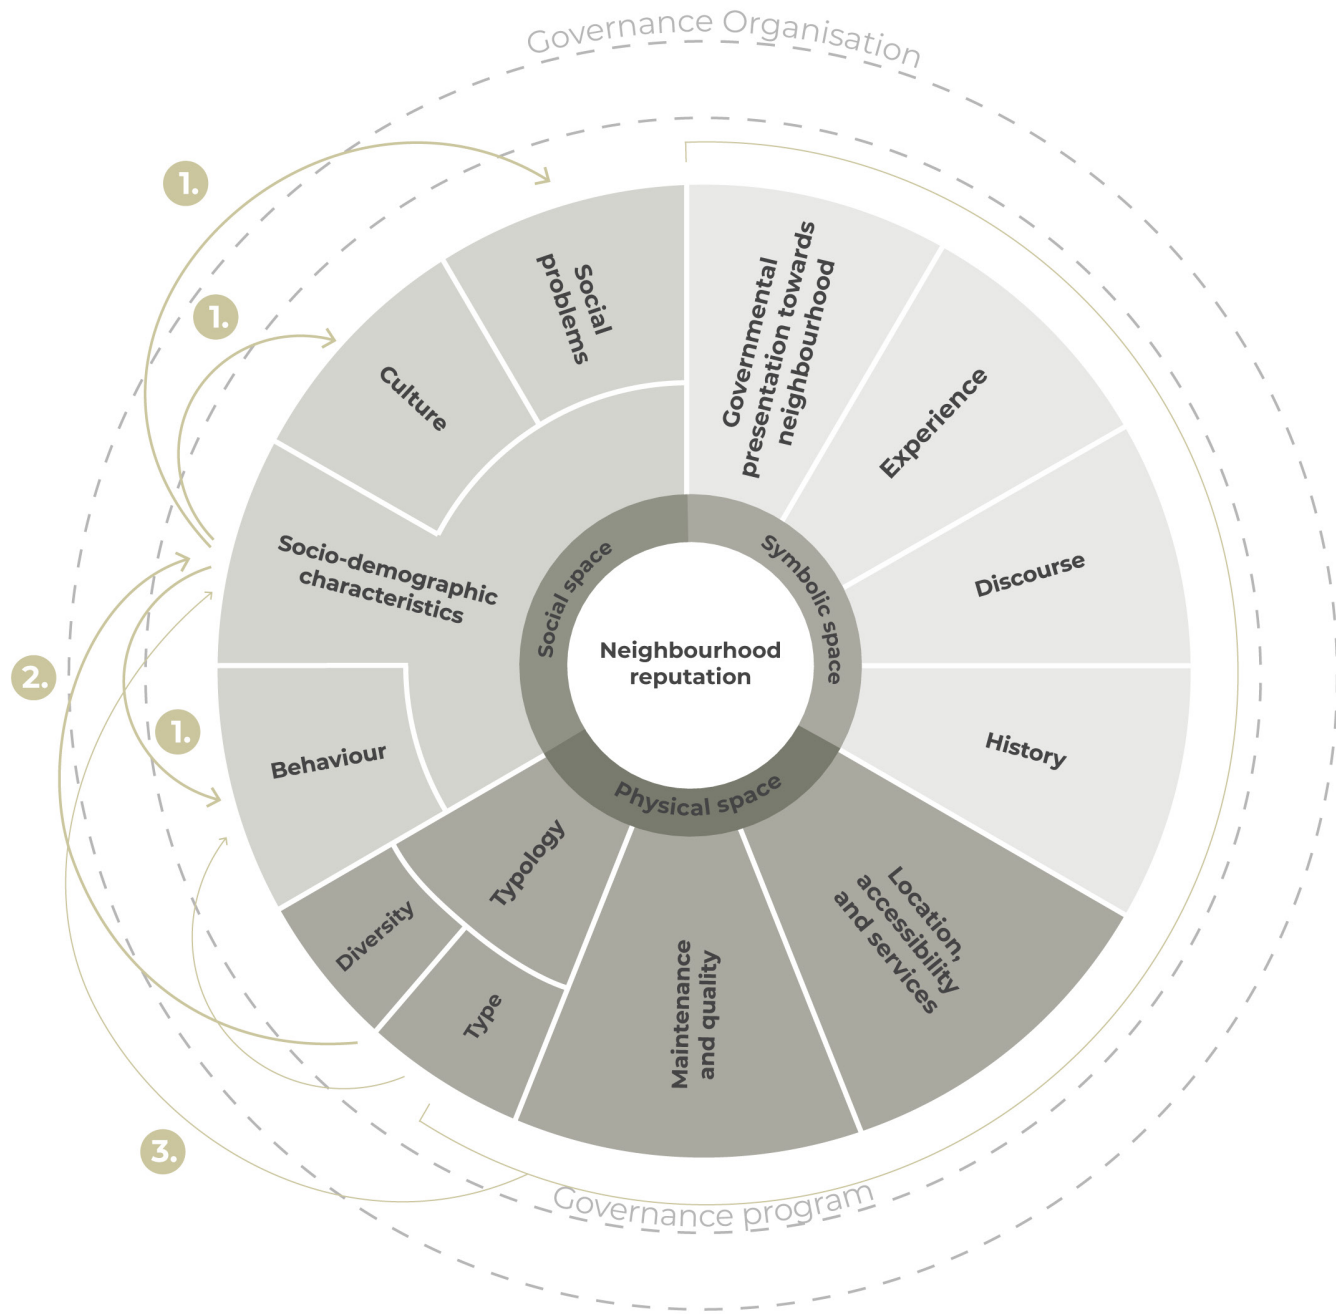 Governance Organisation
1.
1.
2.
1.
3.
Social
problems
Culture
Socio-demographic
characteristics
Behaviour
Governmental
presentation towards
neighbourhood
Experience
Discourse
History
Social space
Symbolic space
Physical space
Neighbourhood
reputation
Typology
Diversity
Type
Maintenance
and quality
Location,
accessibility
and services
Governance program